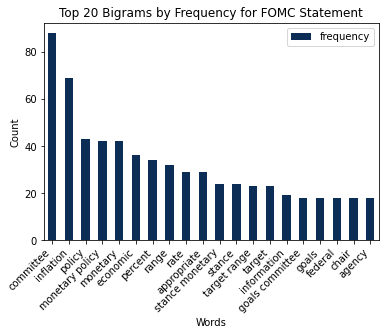 Top 20 Bigrams by Frequency for FOMC Statement
frequency
80
60
40
20
0
Count
committee
inflation
policy
monetary policy
monetary
economic
percent
range
rate
appropriate
stance monetary
stance
target range
target
information
goals committee
goals
federal
chair
agency
Words